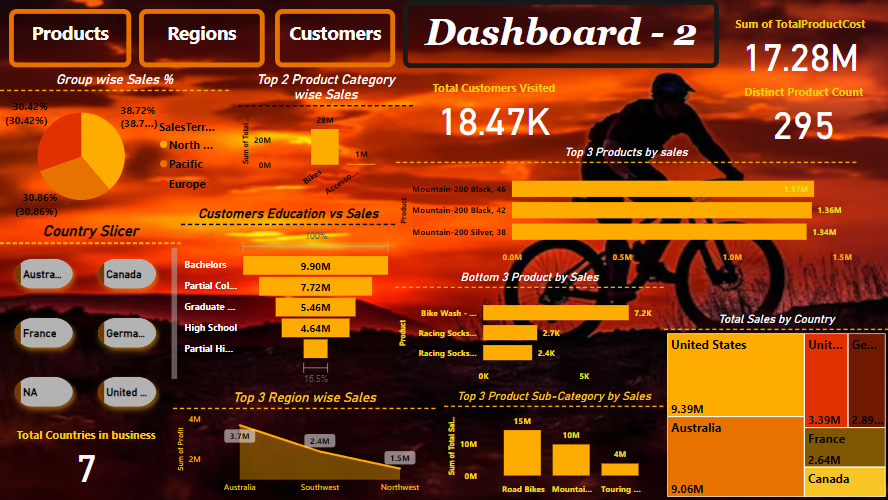 Products
Regions
Customers
Dashboard - 2
Sum of TotalProductCost
17.28M
Distinct Product Count
295
Total Customers Visited
18.47K
Group wise Sales %
30.42%
(30.42%)
38.72%
(38.7...)
30.86%
(30.86%)
SalesTerr...
North ...
Pacific
Europe
Top 2 Product Category
wise Sales
Sum of Total ...
20M
0M
28M
1M
Bikes
Accesso...
Top 3 Products by sales
Product
Mountain-200 Black, 46
1.37M
Mountain-200 Black, 42
1.36M
Mountain-200 Silver, 38
1.34M
0.0M
0.5M
1.0M
1.5M
Country Slicer
Austra...
Canada
France
Germa...
NA
United ...
Customers Education vs Sales
100%
Bachelors
9.90M
Partial Col...
7.72M
Graduate ...
5.46M
High School
4.64M
Partial Hi...
16.5%
Bottom 3 Product by Sales
Product
Bike Wash - ...
7.2K
Racing Socks...
2.7K
Racing Socks...
2.4K
0K
5K
Total Sales by Country
United States
9.39M
Australia
9.06M
Unit...
3.39M
Ge...
2.89...
France
2.64M
Canada
Total Countries in business
7
Top 3 Region wise Sales
Sum of Profit
4M
2M
3.7M
2.4M
1.5M
Australia
Southwest
Northwest
Top 3 Product Sub-Category by Sales
Sum of Total Sal...
10M
0M
15M
10M
4M
Road Bikes
Mountai...
Touring ...